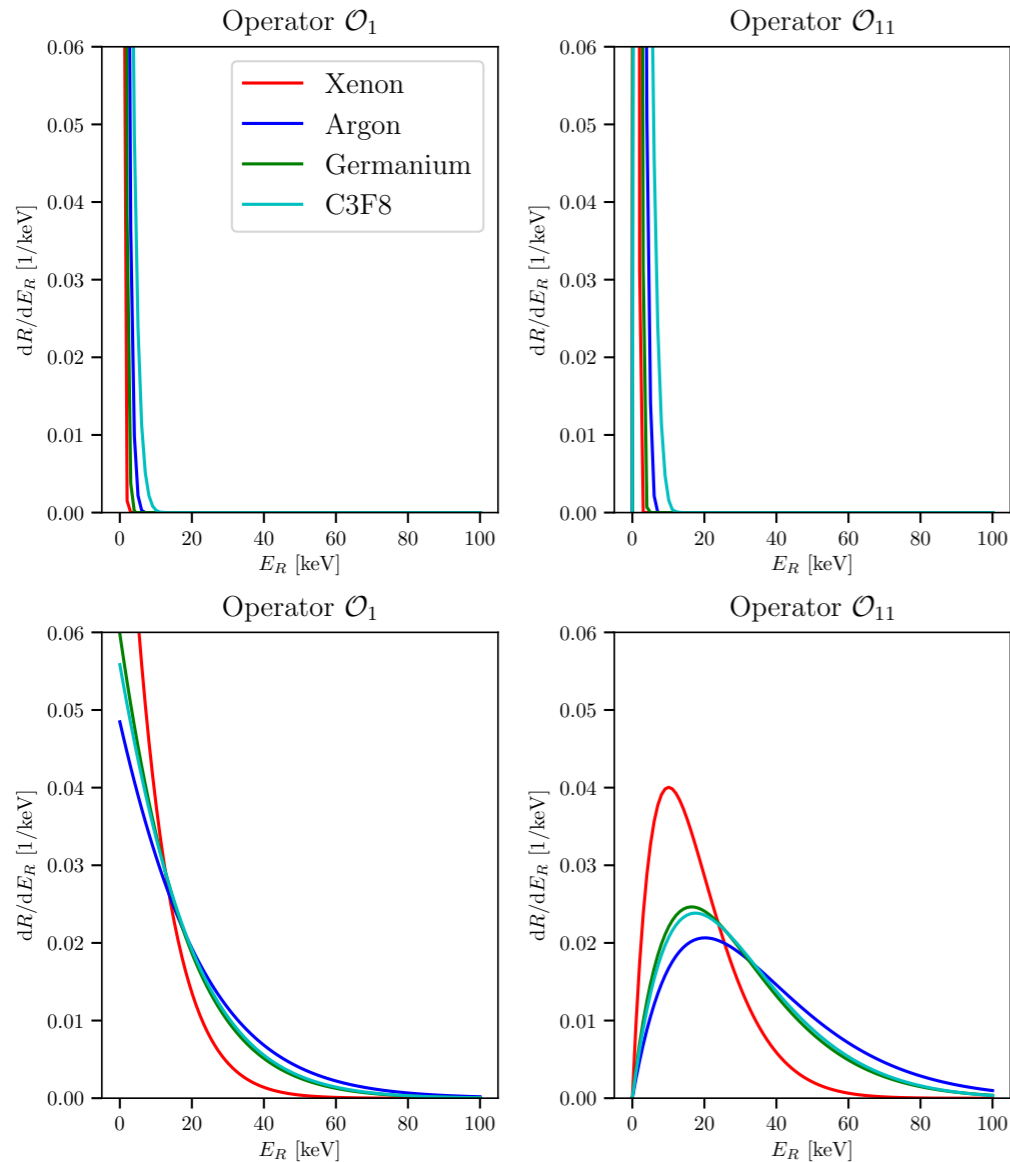 Operator 𝒪₁
0.06
0.05
0.04
0.03
0.02
0.01
0.00
dR/dE_R [1/keV]
Xenon
Argon
Germanium
C3F8
0 20 40 60 80 100
E_R [keV]
Operator 𝒪₁₁
0.06
0.05
0.04
0.03
0.02
0.01
0.00
dR/dE_R [1/keV]
0 20 40 60 80 100
E_R [keV]
Operator 𝒪₁
0.06
0.05
0.04
0.03
0.02
0.01
0.00
dR/dE_R [1/keV]
0 20 40 60 80 100
E_R [keV]
Operator 𝒪₁₁
0.06
0.05
0.04
0.03
0.02
0.01
0.00
dR/dE_R [1/keV]
0 20 40 60 80 100
E_R [keV]